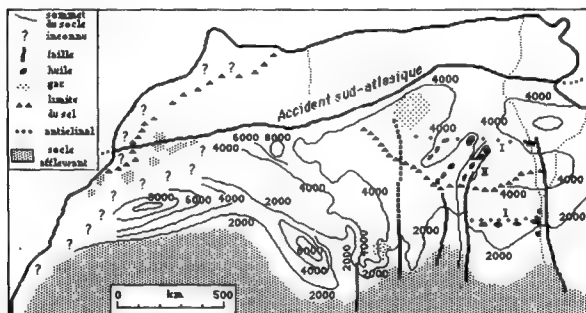 sommet
du socle
? inconnu
faille
huile
gaz
limite
du sel
anticlinal
socle
affleurant
0 km 500
Accident sud-atlasique
? ? ? ? ? ? ?
? ? ? ? ? ? ? ?
6000 8000
4000
8000 6000 4000
2000
2000
6000
4000
2000
4000
2000
2000
2000
4000
4000
4000
I
II
4000
2000
2000
I
2000